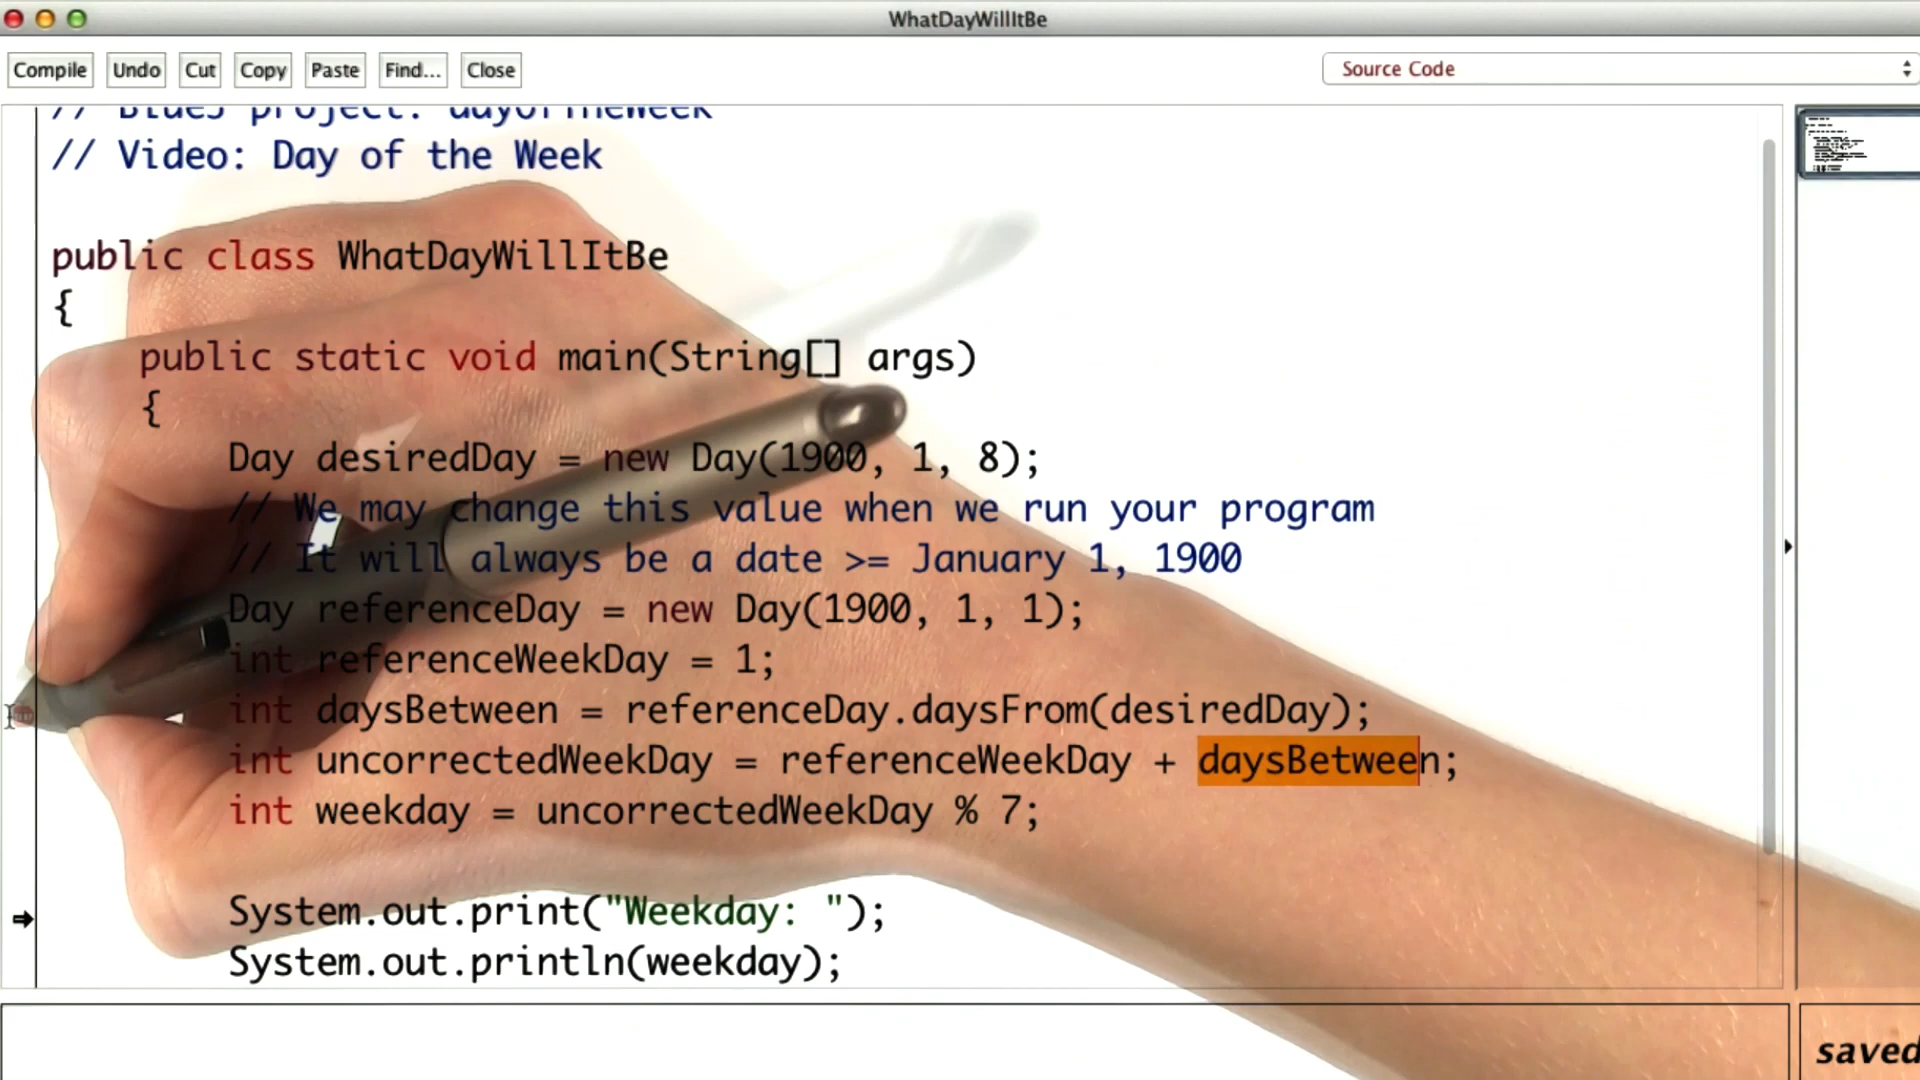 WhatDayWillItBe
Compile Undo Cut Copy Paste Find... Close Source Code
// BlueJ project: dayOfTheWeek
// Video: Day of the Week
public class WhatDayWillItBe
{
public static void main(String[] args)
{
Day desiredDay = new Day(1900, 1, 8);
// We may change this value when we run your program
// It will always be a date >= January 1, 1900
Day referenceDay = new Day(1900, 1, 1);
int referenceWeekDay = 1;
int daysBetween = referenceDay.daysFrom(desiredDay);
int uncorrectedWeekDay = referenceWeekDay + daysBetween;
int weekday = uncorrectedWeekDay % 7;
System.out.print("Weekday: ");
System.out.println(weekday);
saved